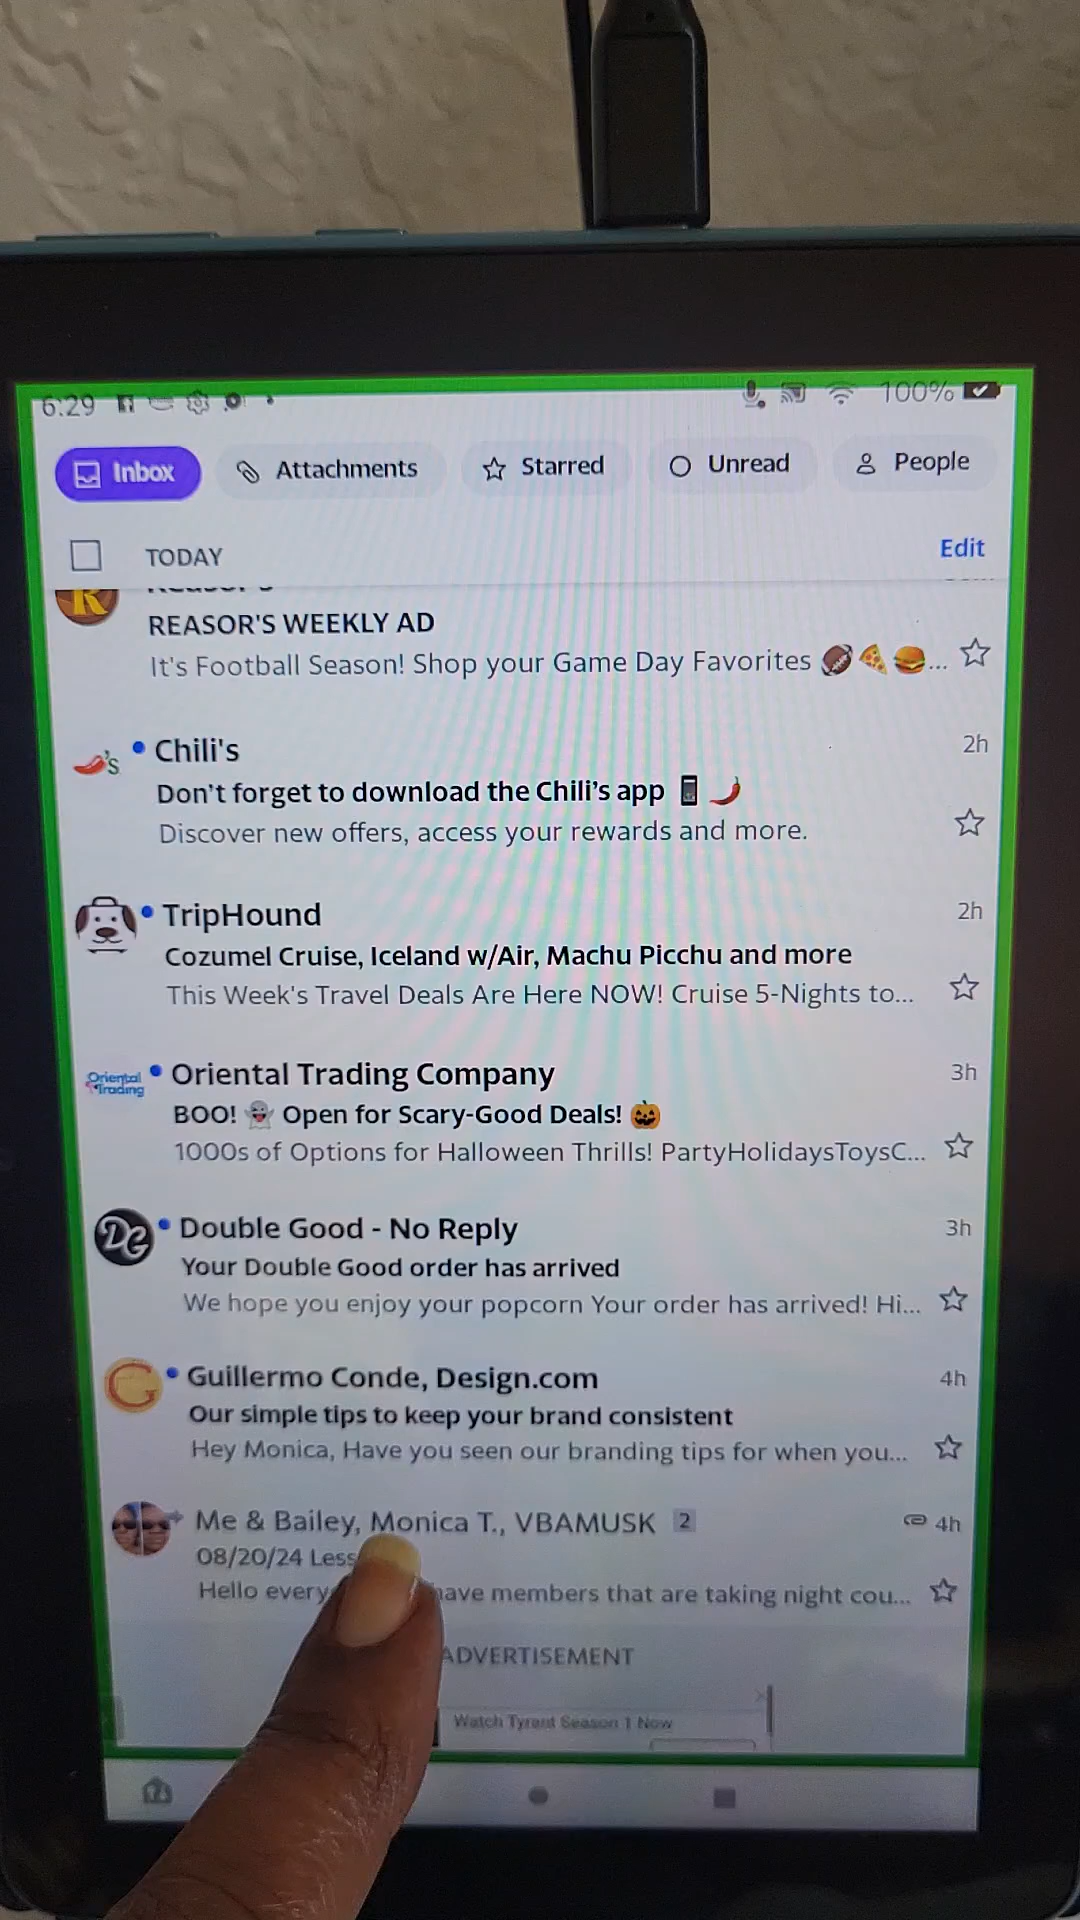 6:29 100%
Inbox Attachments Starred Unread People
TODAY Edit
REASOR'S WEEKLY AD
It's Football Season! Shop your Game Day Favorites 🏈🍕🍔...
Chili's 2h
Don't forget to download the Chili's app 📱🌶️
Discover new offers, access your rewards and more.
TripHound 2h
Cozumel Cruise, Iceland w/Air, Machu Picchu and more
This Week's Travel Deals Are Here NOW! Cruise 5-Nights to...
Oriental Trading
Oriental Trading Company 3h
BOO! 👻 Open for Scary-Good Deals! 🎃
1000s of Options for Halloween Thrills! PartyHolidaysToysC...
DG Double Good - No Reply 3h
Your Double Good order has arrived
We hope you enjoy your popcorn Your order has arrived! Hi...
G Guillermo Conde, Design.com 4h
Our simple tips to keep your brand consistent
Hey Monica, Have you seen our branding tips for when you...
Me & Bailey, Monica T., VBAMUSK 2 4h
08/20/24 Less
Hello every have members that are taking night cou...
ADVERTISEMENT
Watch Tyrant Season 1 Now